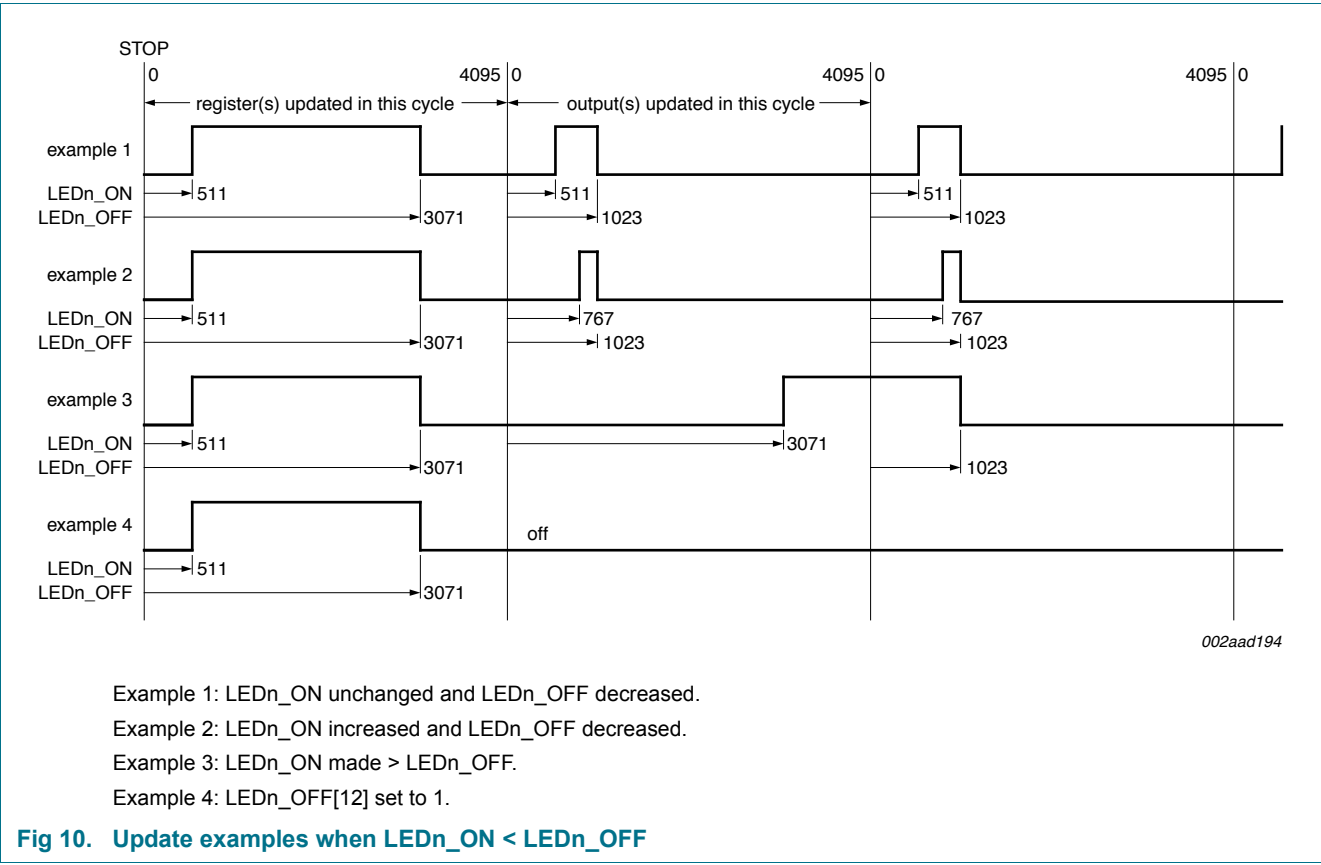 STOP
0 4095 0 4095 0 4095 0
register(s) updated in this cycle output(s) updated in this cycle
example 1
LEDn_ON 511 511 511
LEDn_OFF 3071 1023 1023
example 2
LEDn_ON 511 767 767
LEDn_OFF 3071 1023 1023
example 3
LEDn_ON 511 3071
LEDn_OFF 3071 1023
example 4 off
LEDn_ON 511
LEDn_OFF 3071
002aad194
Example 1: LEDn_ON unchanged and LEDn_OFF decreased.
Example 2: LEDn_ON increased and LEDn_OFF decreased.
Example 3: LEDn_ON made > LEDn_OFF.
Example 4: LEDn_OFF[12] set to 1.
Fig 10. Update examples when LEDn_ON < LEDn_OFF